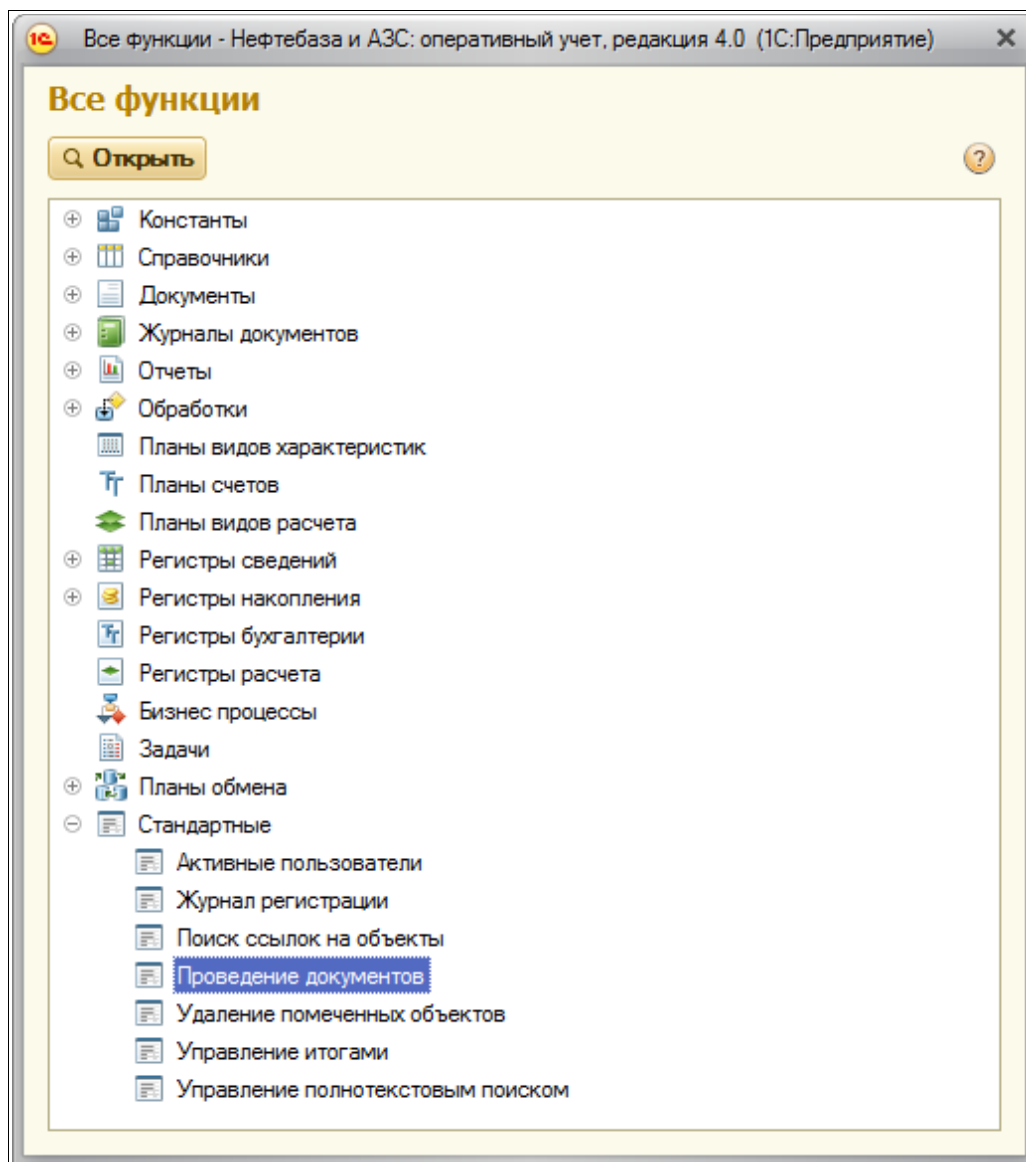 1С Все функции - Нефтебаза и АЗС: оперативный учет, редакция 4.0 (1С:Предприятие)
Все функции
Открыть
?
Константы
Справочники
Документы
Журналы документов
Отчеты
Обработки
Планы видов характеристик
Планы счетов
Планы видов расчета
Регистры сведений
Регистры накопления
Регистры бухгалтерии
Регистры расчета
Бизнес процессы
Задачи
Планы обмена
Стандартные
Активные пользователи
Журнал регистрации
Поиск ссылок на объекты
Проведение документов
Удаление помеченных объектов
Управление итогами
Управление полнотекстовым поиском